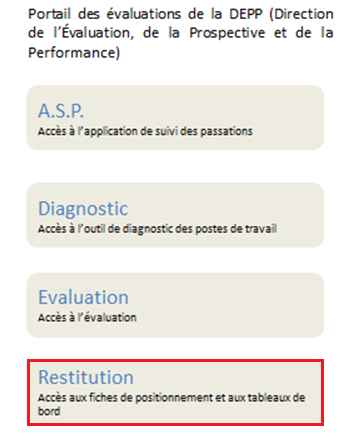 Portail des évaluations de la DEPP (Direction
de l'Évaluation, de la Prospective et de la
Performance)
A.S.P.
Accès à l'application de suivi des passations
Diagnostic
Accès à l'outil de diagnostic des postes de travail
Evaluation
Accès à l'évaluation
Restitution
Accès aux fiches de positionnement et aux tableaux de
bord